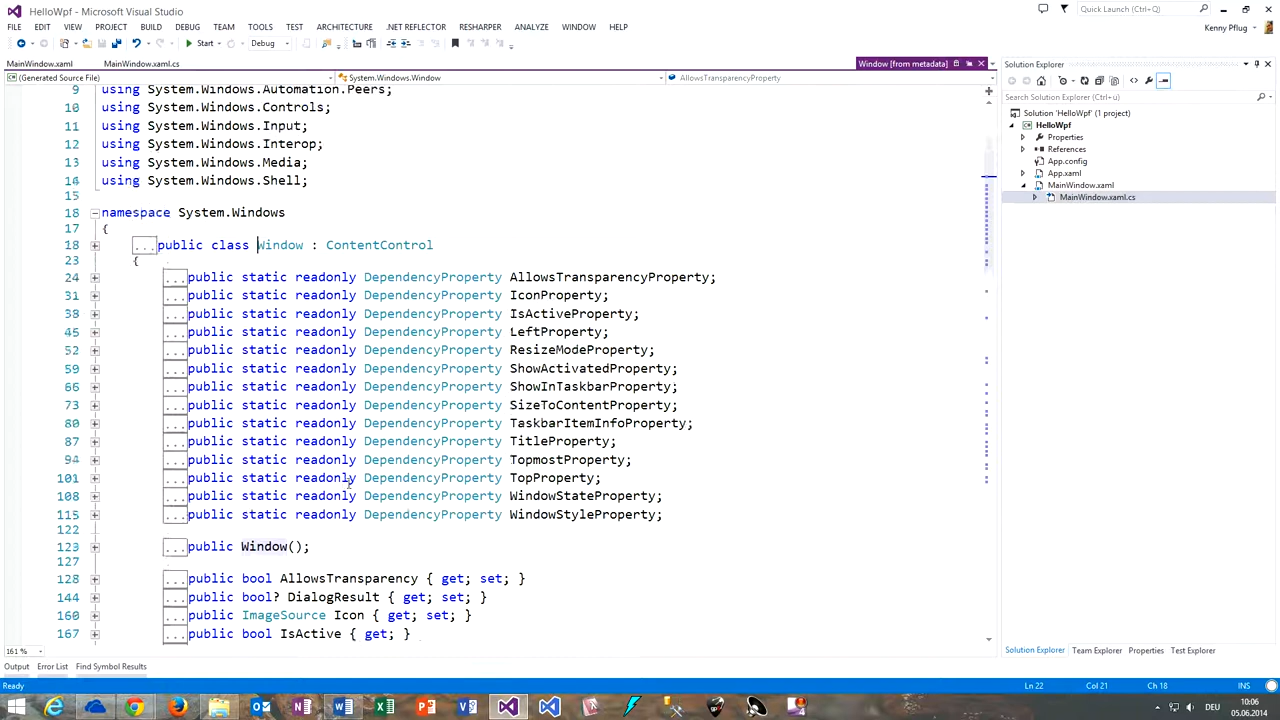 HelloWpf - Microsoft Visual Studio
Quick Launch (Ctrl+Q)
FILE EDIT VIEW PROJECT BUILD DEBUG TEAM TOOLS TEST ARCHITECTURE .NET REFLECTOR RESHARPER ANALYZE WINDOW HELP
Kenny Pflug
Start Debug
MainWindow.xaml MainWindow.xaml.cs Window [from metadata]
(Generated Source File) System.Windows.Window AllowsTransparencyProperty
9 using System.Windows.Automation.Peers;
10 using System.Windows.Controls;
11 using System.Windows.Input;
12 using System.Windows.Interop;
13 using System.Windows.Media;
14 using System.Windows.Shell;
15
18 namespace System.Windows
17 {
18 ...public class Window : ContentControl
23 {
24 ...public static readonly DependencyProperty AllowsTransparencyProperty;
31 ...public static readonly DependencyProperty IconProperty;
38 ...public static readonly DependencyProperty IsActiveProperty;
45 ...public static readonly DependencyProperty LeftProperty;
52 ...public static readonly DependencyProperty ResizeModeProperty;
59 ...public static readonly DependencyProperty ShowActivatedProperty;
66 ...public static readonly DependencyProperty ShowInTaskbarProperty;
73 ...public static readonly DependencyProperty SizeToContentProperty;
80 ...public static readonly DependencyProperty TaskbarItemInfoProperty;
87 ...public static readonly DependencyProperty TitleProperty;
94 ...public static readonly DependencyProperty TopmostProperty;
101 ...public static readonly DependencyProperty TopProperty;
108 ...public static readonly DependencyProperty WindowStateProperty;
115 ...public static readonly DependencyProperty WindowStyleProperty;
122
123 ...public Window();
127
128 ...public bool AllowsTransparency { get; set; }
144 ...public bool? DialogResult { get; set; }
160 ...public ImageSource Icon { get; set; }
167 ...public bool IsActive { get; }
161 %
Solution Explorer
Search Solution Explorer (Ctrl+ü)
Solution 'HelloWpf' (1 project)
HelloWpf
Properties
References
App.config
App.xaml
MainWindow.xaml
MainWindow.xaml.cs
Solution Explorer Team Explorer Properties Test Explorer
Output Error List Find Symbol Results
Ready Ln 22 Col 21 Ch 18 INS
DEU 10:06
05.06.2014